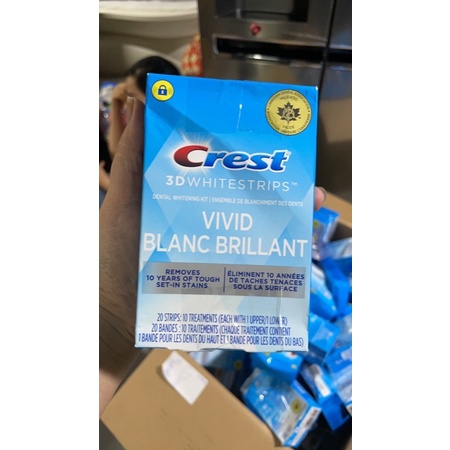 Crest
3DWHITESTRIPS™
DENTAL WHITENING KIT | ENSEMBLE DE BLANCHIMENT DES DENTS
VIVID
BLANC BRILLANT
REMOVES
10 YEARS OF TOUGH
SET-IN STAINS
ÉLIMINENT 10 ANNÉES
DE TACHES TENACES
SOUS LA SURFACE
20 STRIPS: 10 TREATMENTS (EACH WITH 1 UPPER/1 LOWER)
20 BANDES : 10 TRAITEMENTS (CHAQUE TRAITEMENT CONTIENT
1 BANDE POUR LES DENTS DU HAUT ET 1 BANDE POUR LES DENTS DU BAS)